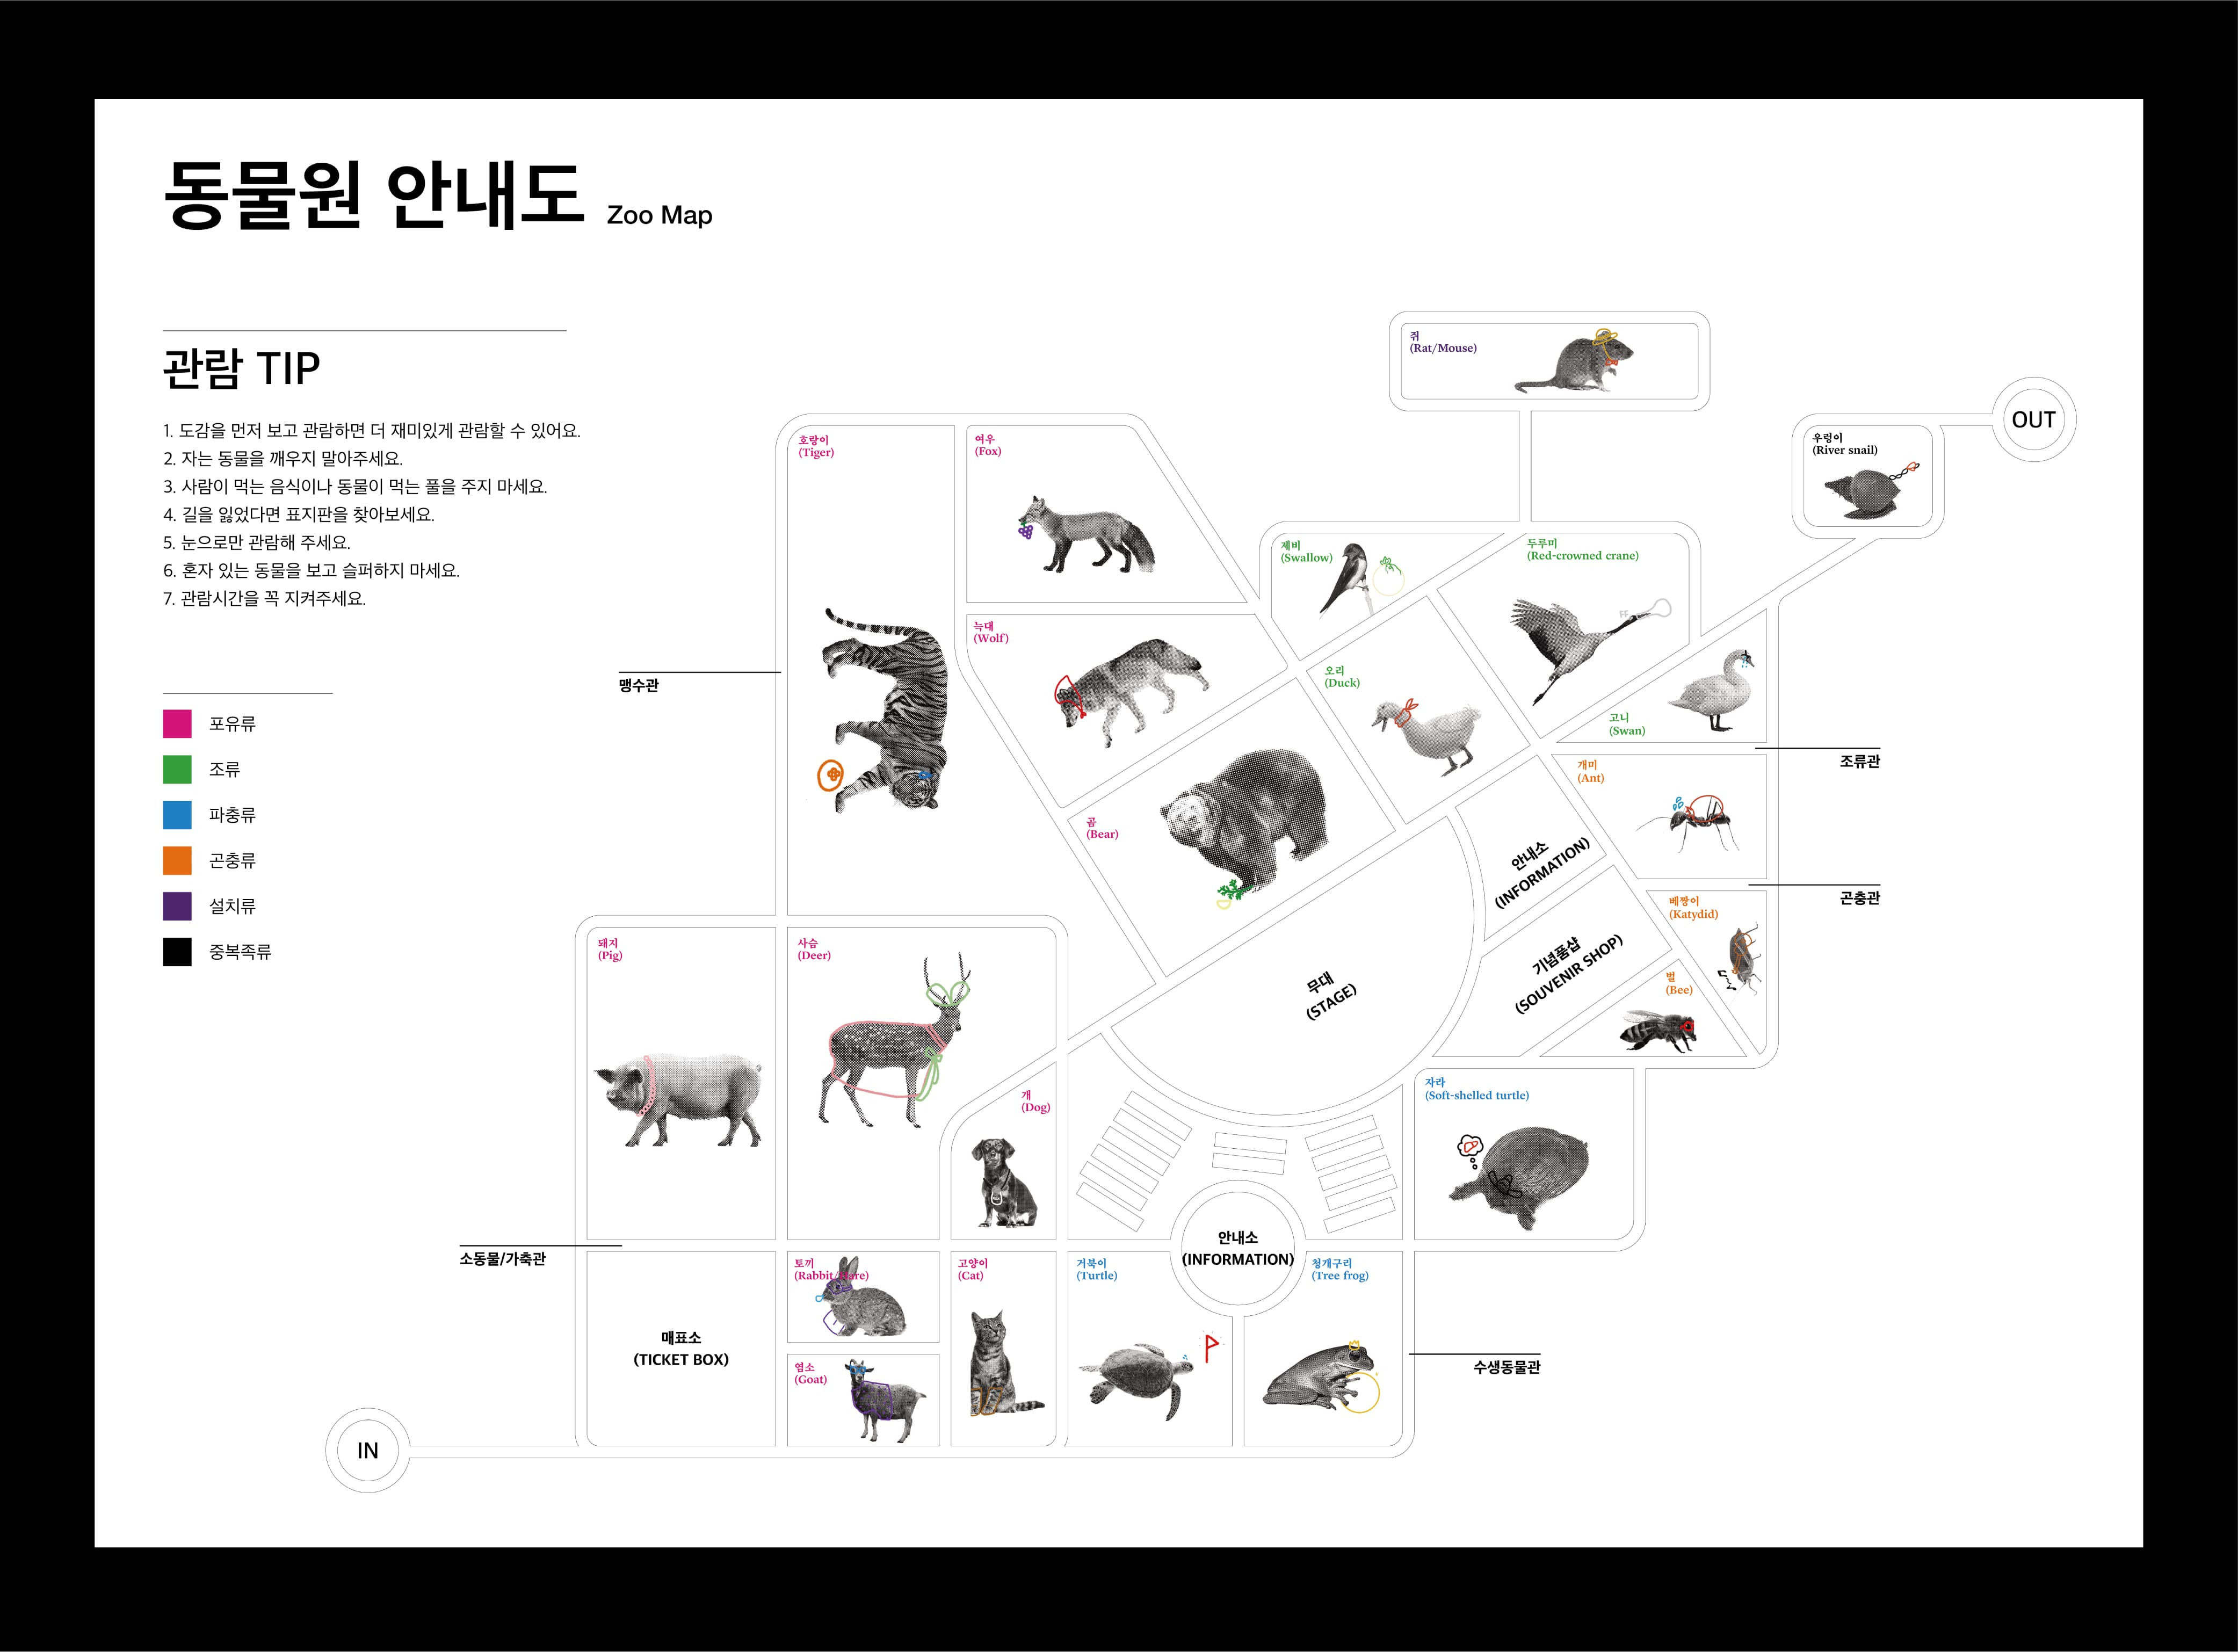 동물원 안내도 Zoo Map
관람 TIP
1. 도감을 먼저 보고 관람하면 더 재미있게 관람할 수 있어요.
2. 자는 동물을 깨우지 말아주세요.
3. 사람이 먹는 음식이나 동물이 먹는 풀을 주지 마세요.
4. 길을 잃었다면 표지판을 찾아보세요.
5. 눈으로만 관람해 주세요.
6. 혼자 있는 동물을 보고 슬퍼하지 마세요.
7. 관람시간을 꼭 지켜주세요.
포유류
조류
파충류
곤충류
설치류
중복족류
쥐
(Rat/Mouse)
OUT
우렁이
(River snail)
호랑이
(Tiger)
여우
(Fox)
제비
(Swallow)
두루미
(Red-crowned crane)
늑대
(Wolf)
맹수관
오리
(Duck)
고니
(Swan)
조류관
개미
(Ant)
곰
(Bear)
안내소
(INFORMATION)
곤충관
베짱이
(Katydid)
기념품샵
(SOUVENIR SHOP)
벌
(Bee)
무대
(STAGE)
돼지
(Pig)
사슴
(Deer)
개
(Dog)
자라
(Soft-shelled turtle)
소동물/가축관
안내소
(INFORMATION)
토끼
(Rabbit/Hare)
고양이
(Cat)
거북이
(Turtle)
청개구리
(Tree frog)
매표소
(TICKET BOX)
염소
(Goat)
수생동물관
IN